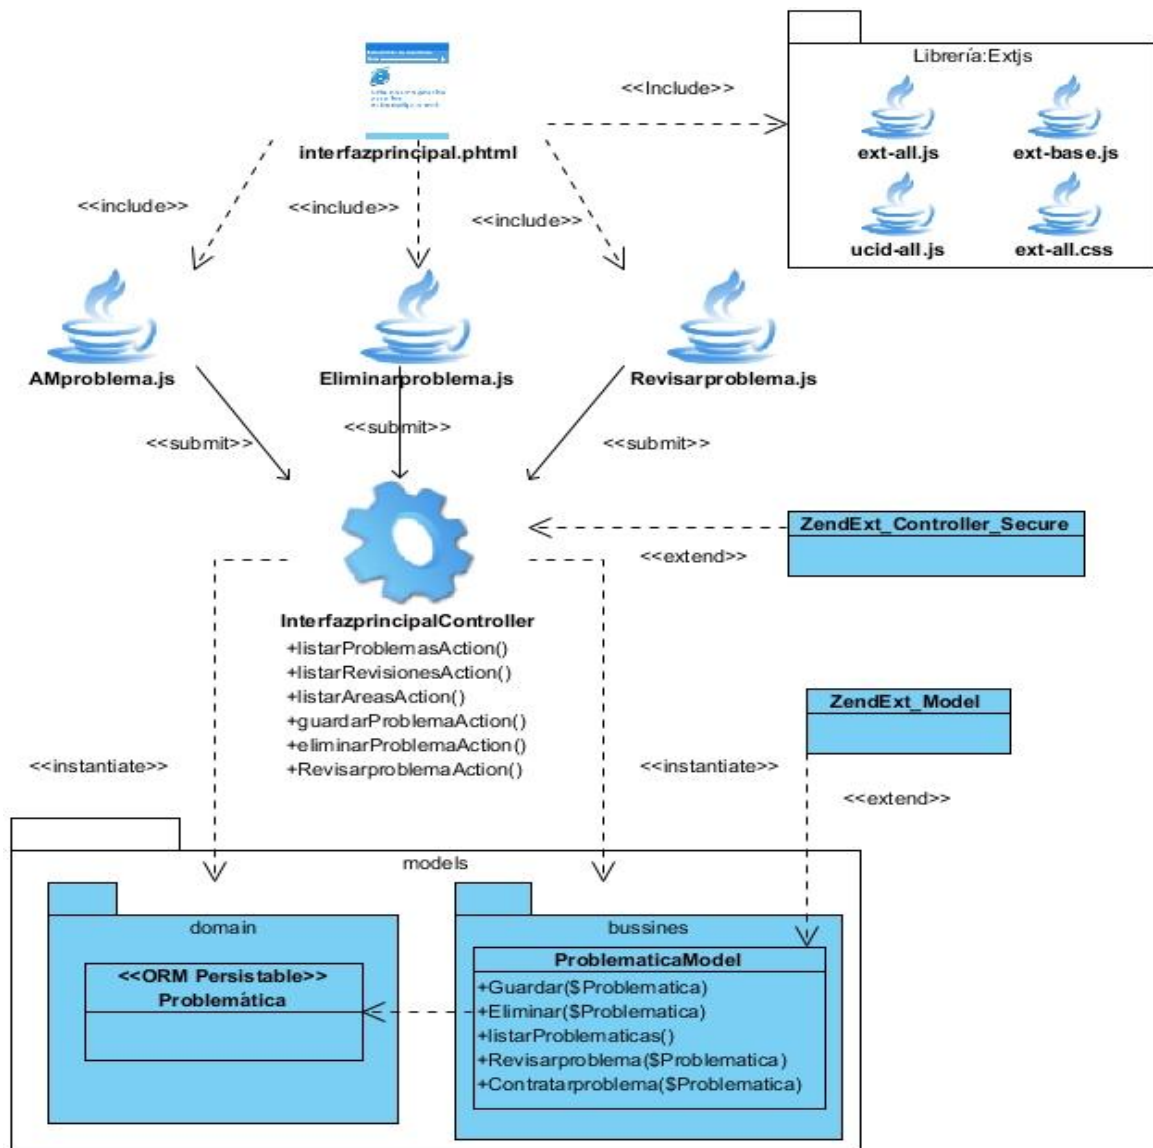 Librería:Extjs
<<Include>>
ext-all.js
ext-base.js
interfazprincipal.phtml
ucid-all.js
ext-all.css
<<include>>
<<include>>
<<include>>
AMproblema.js
Eliminarproblema.js
Revisarproblema.js
<<submit>>
<<submit>>
<<submit>>
ZendExt_Controller_Secure
<<extend>>
InterfazprincipalController
+listarProblemasAction()
+listarRevisionesAction()
+listarAreasAction()
+guardarProblemaAction()
+eliminarProblemaAction()
+RevisarproblemaAction()
ZendExt_Model
<<instantiate>>
<<instantiate>>
<<extend>>
models
domain
<<ORM Persistable>>
Problemática
bussines
ProblematicaModel
+Guardar($Problematica)
+Eliminar($Problematica)
+listarProblematicas()
+Revisarproblema($Problematica)
+Contratarproblema($Problematica)